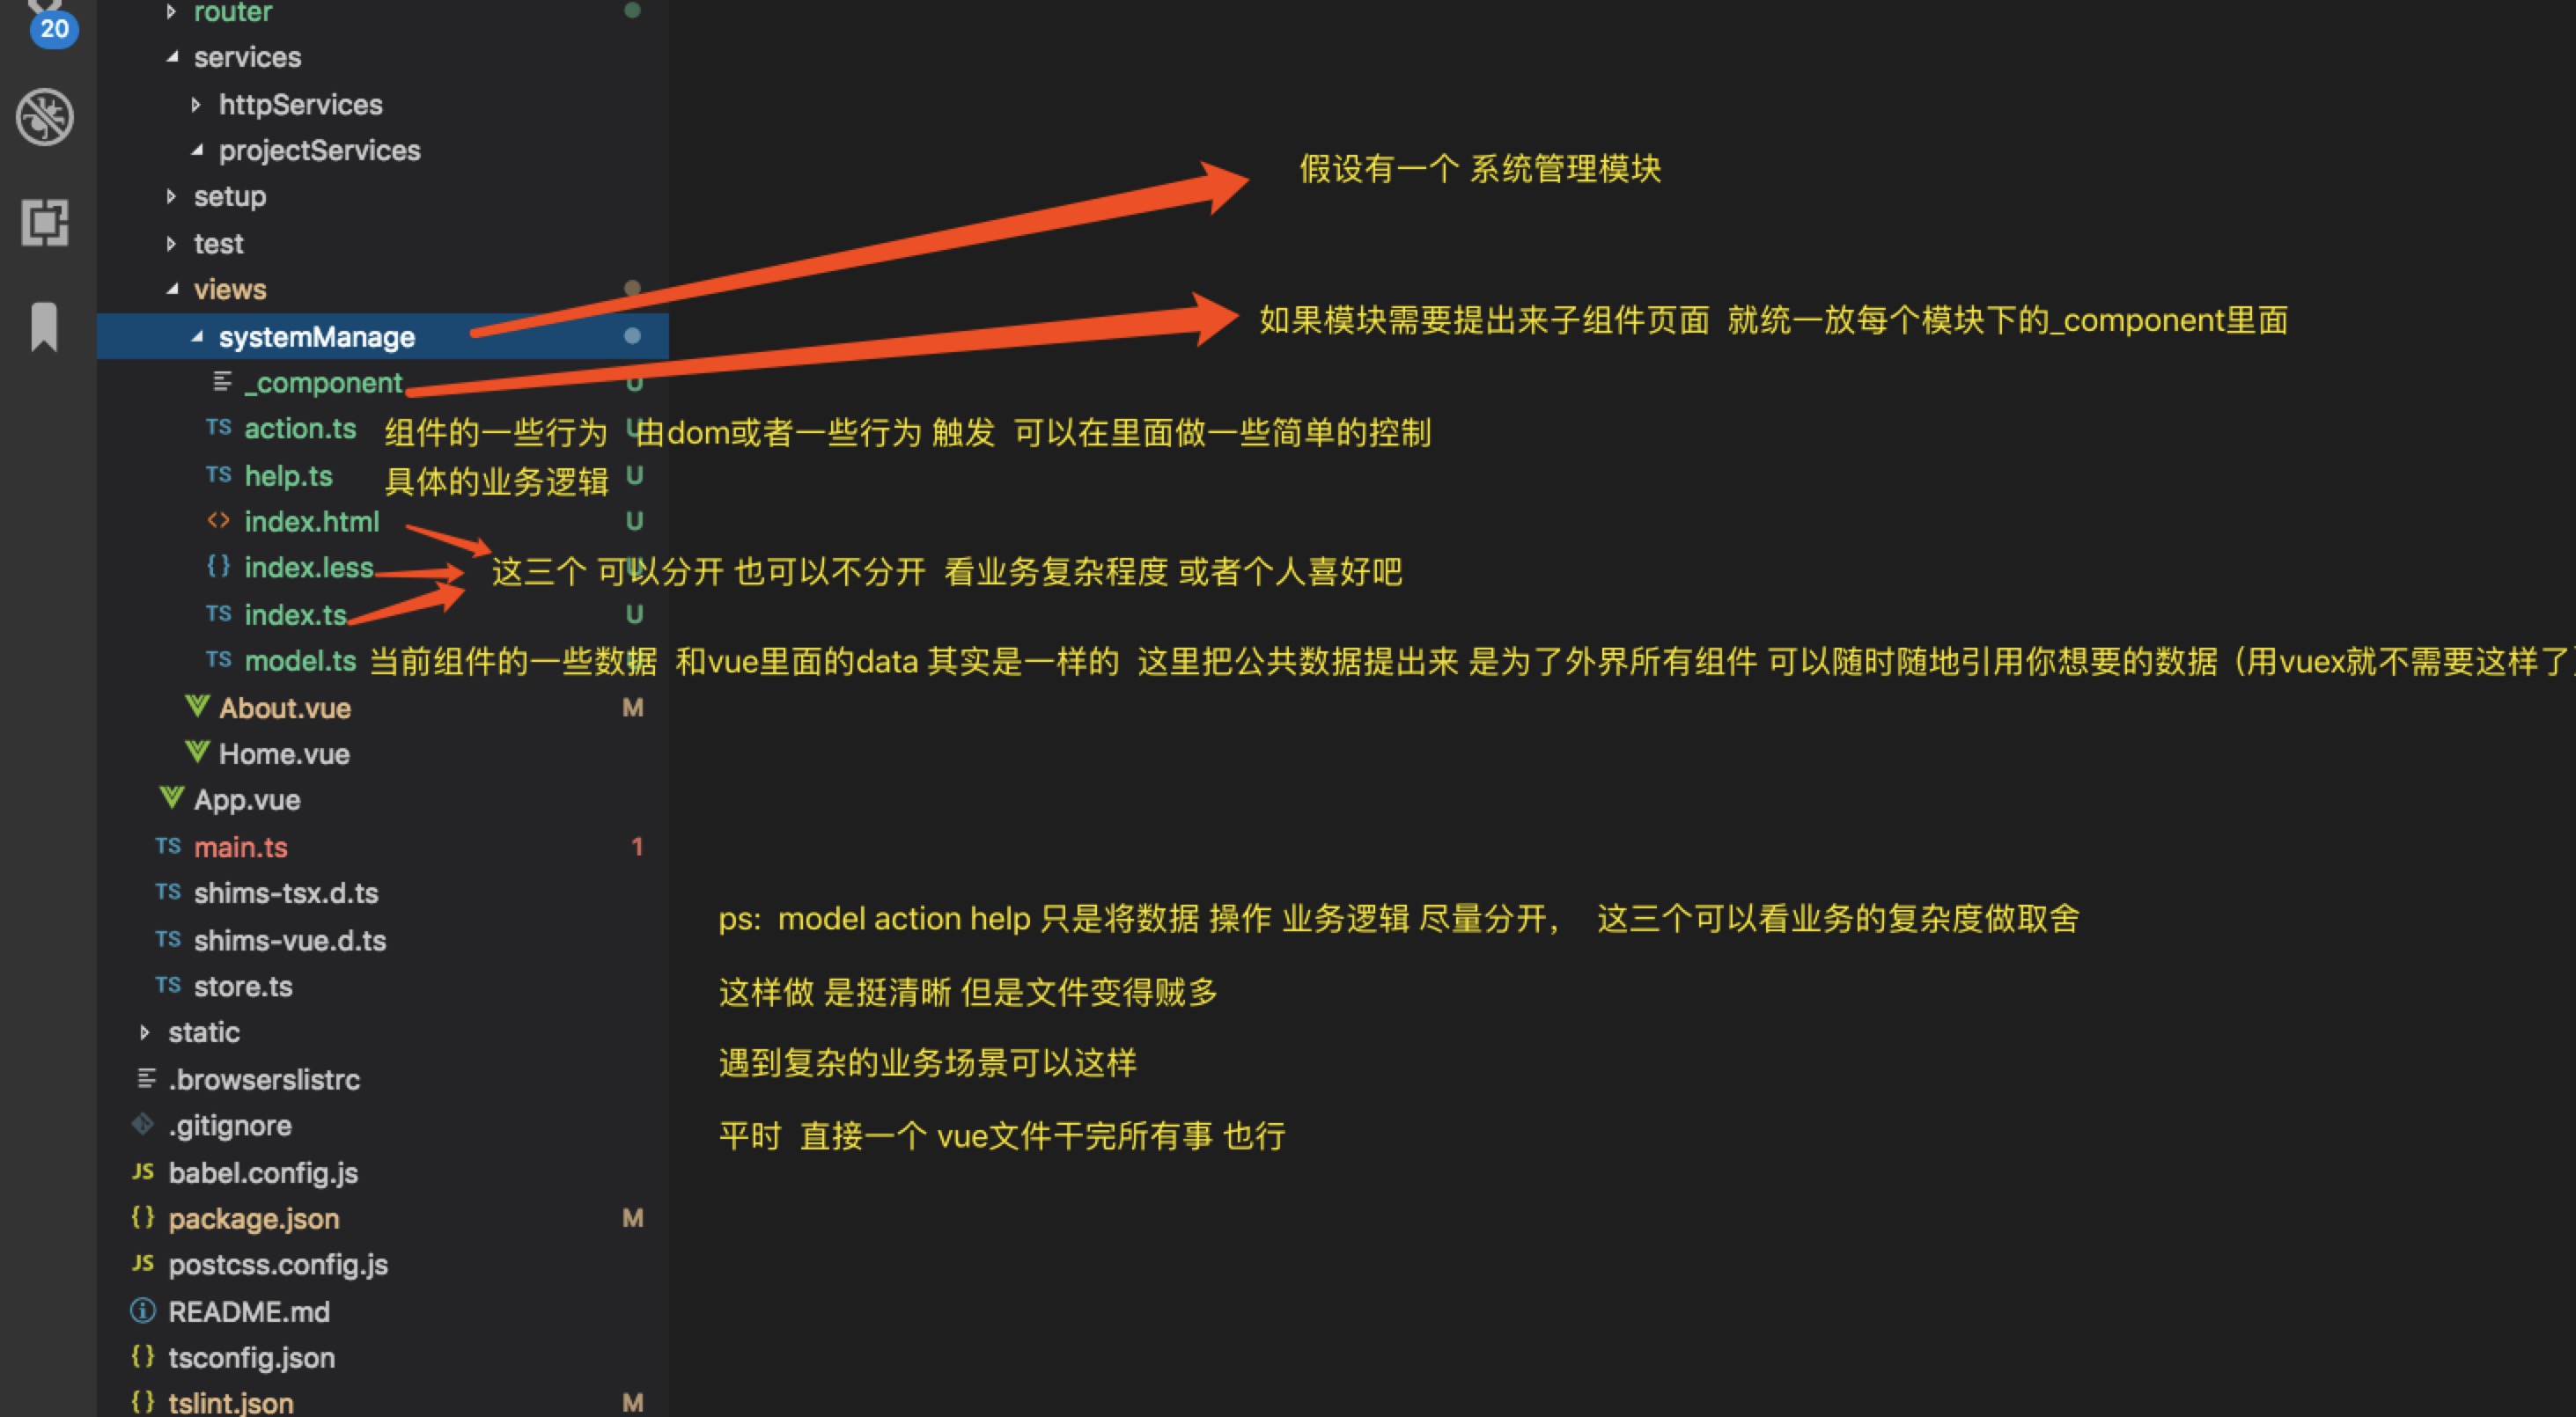 router
20
services
httpServices
projectServices
假设有一个 系统管理模块
setup
test
views
如果模块需要提出来子组件页面 就统一放每个模块下的_component里面
systemManage
_component U
TS action.ts 组件的一些行为 U 由dom或者一些行为 触发 可以在里面做一些简单的控制
TS help.ts 具体的业务逻辑 U
<> index.html U
{} index.less 这三个 可以分开 也可以不分开 看业务复杂程度 或者个人喜好吧
TS index.ts U
TS model.ts 当前组件的一些数据 和vue里面的data 其实是一样的 这里把公共数据提出来 是为了外界所有组件 可以随时随地引用你想要的数据（用vuex就不需要这样了）
About.vue M
Home.vue
App.vue
TS main.ts 1
TS shims-tsx.d.ts
ps: model action help 只是将数据 操作 业务逻辑 尽量分开， 这三个可以看业务的复杂度做取舍
TS shims-vue.d.ts
TS store.ts
这样做 是挺清晰 但是文件变得贼多
static
遇到复杂的业务场景可以这样
.browserslistrc
.gitignore
平时 直接一个 vue文件干完所有事 也行
JS babel.config.js
{} package.json M
JS postcss.config.js
README.md
{} tsconfig.json
{} tslint.json M